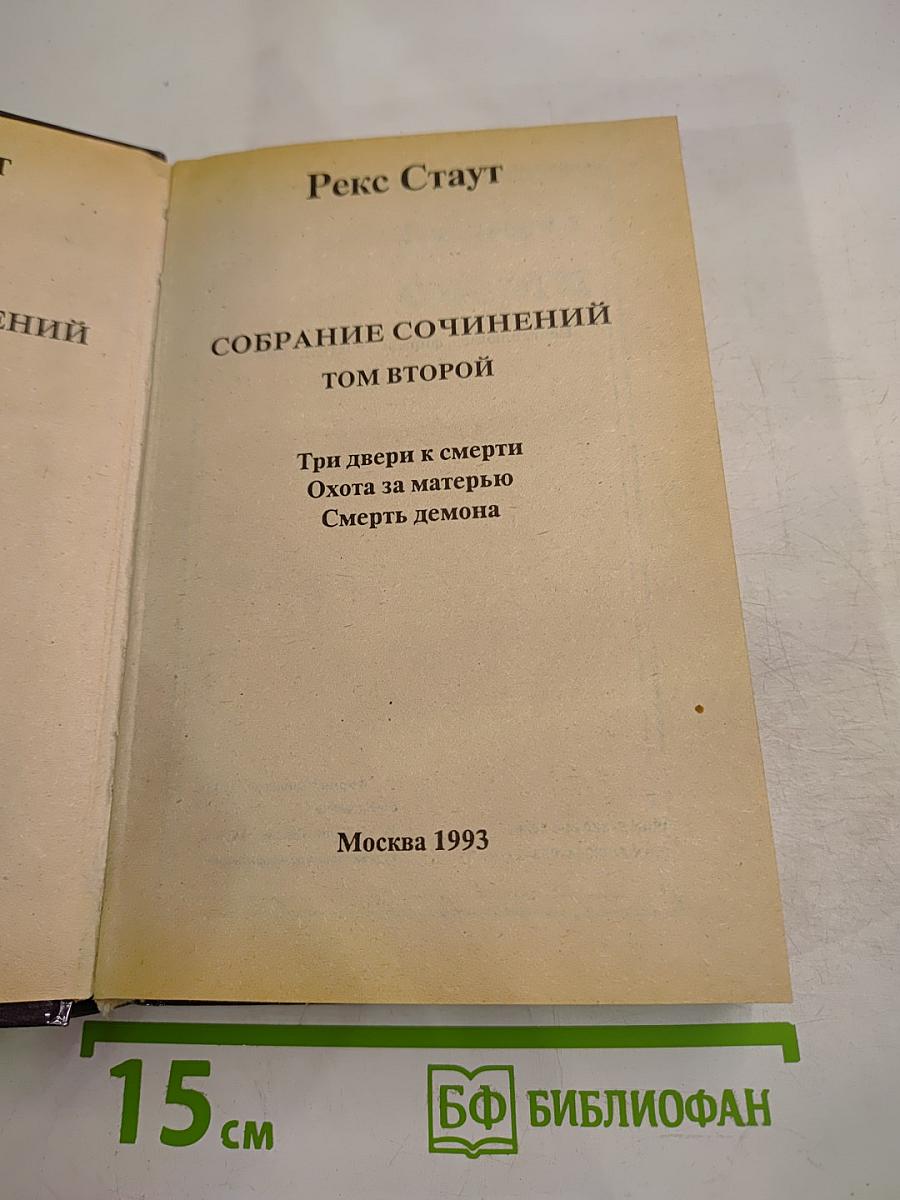 Т
ЕНИЙ
Рекс Стаут
СОБРАНИЕ СОЧИНЕНИЙ
ТОМ ВТОРОЙ
Три двери к смерти
Охота за матерью
Смерть демона
Москва 1993
15 см
БФ БИБЛИОФАН